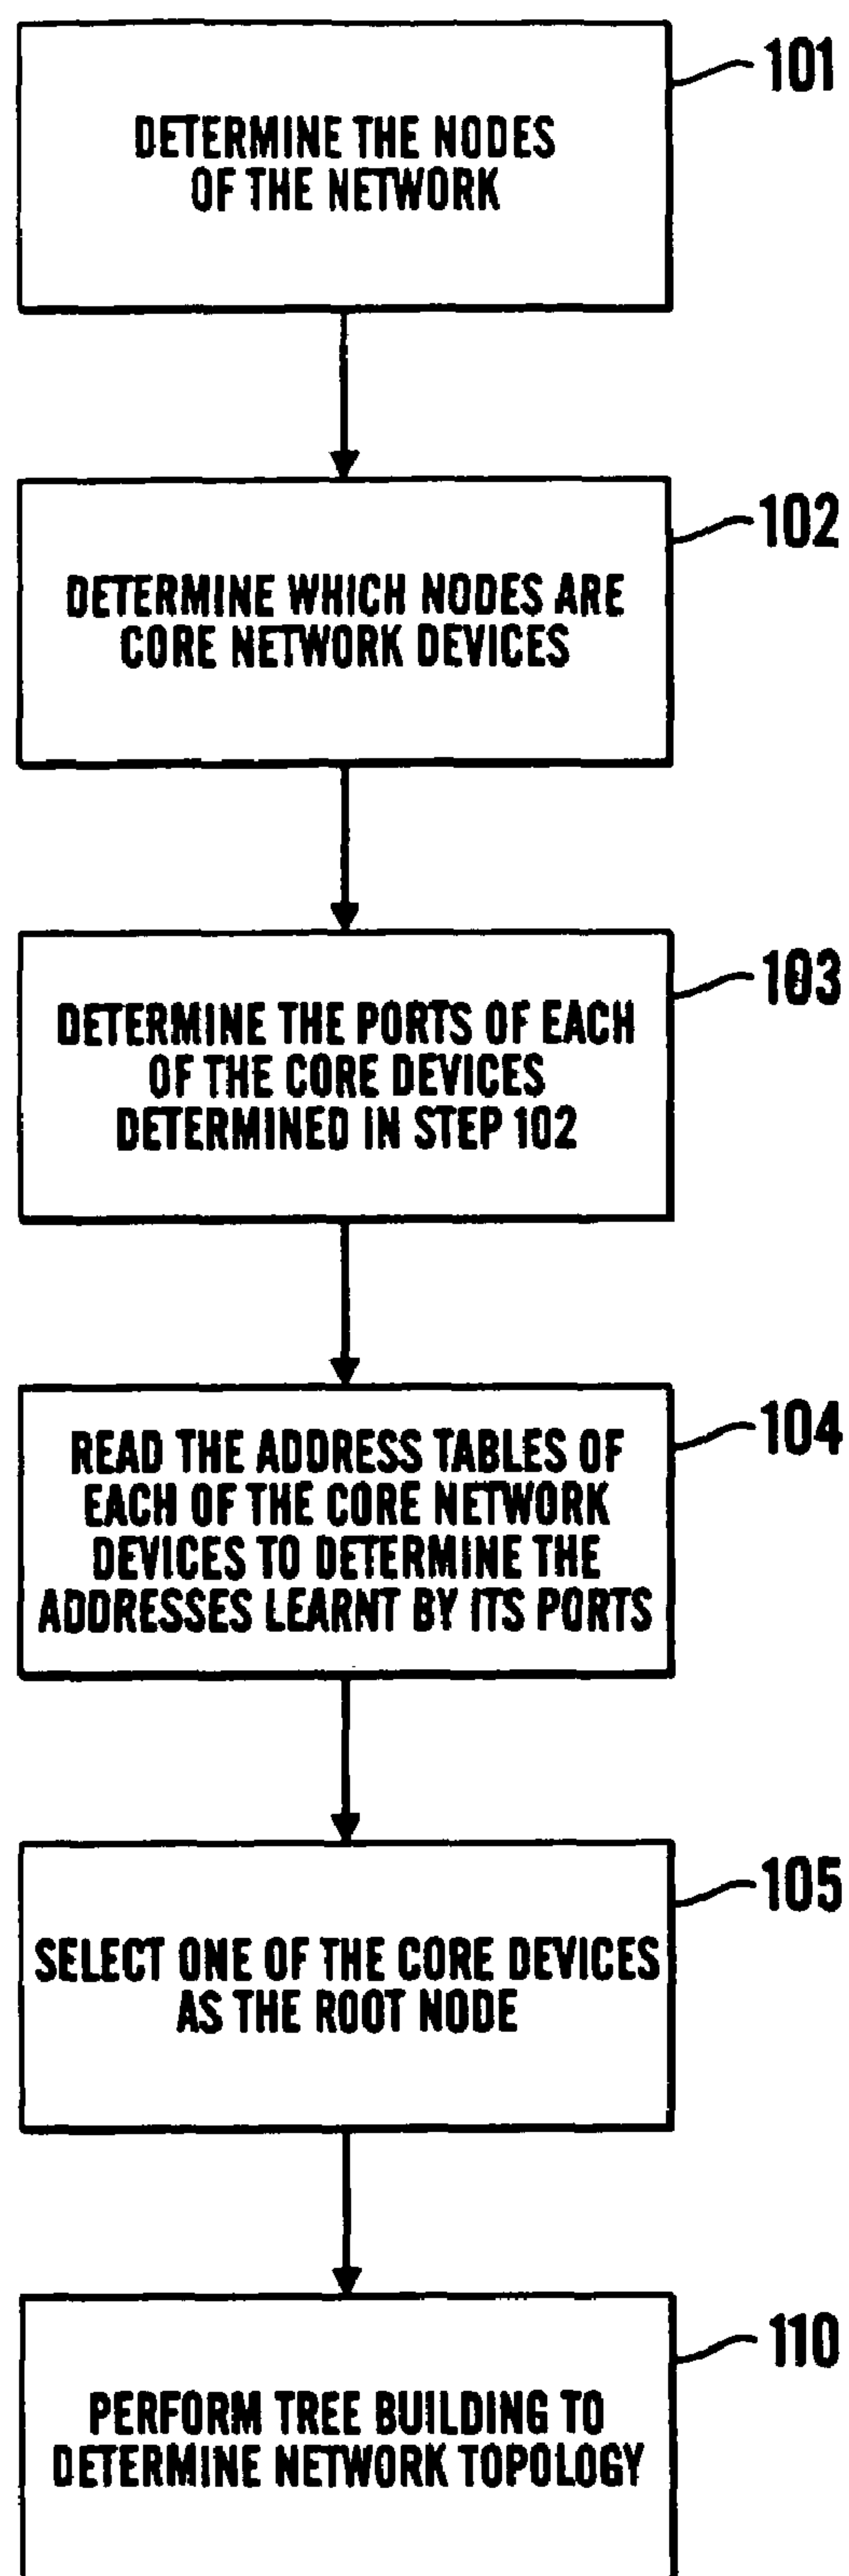 101
DETERMINE THE NODES
OF THE NETWORK
102
DETERMINE WHICH NODES ARE
CORE NETWORK DEVICES
103
DETERMINE THE PORTS OF EACH
OF THE CORE DEVICES
DETERMINED IN STEP 102
104
READ THE ADDRESS TABLES OF
EACH OF THE CORE NETWORK
DEVICES TO DETERMINE THE
ADDRESSES LEARNT BY ITS PORTS
105
SELECT ONE OF THE CORE DEVICES
AS THE ROOT NODE
110
PERFORM TREE BUILDING TO
DETERMINE NETWORK TOPOLOGY